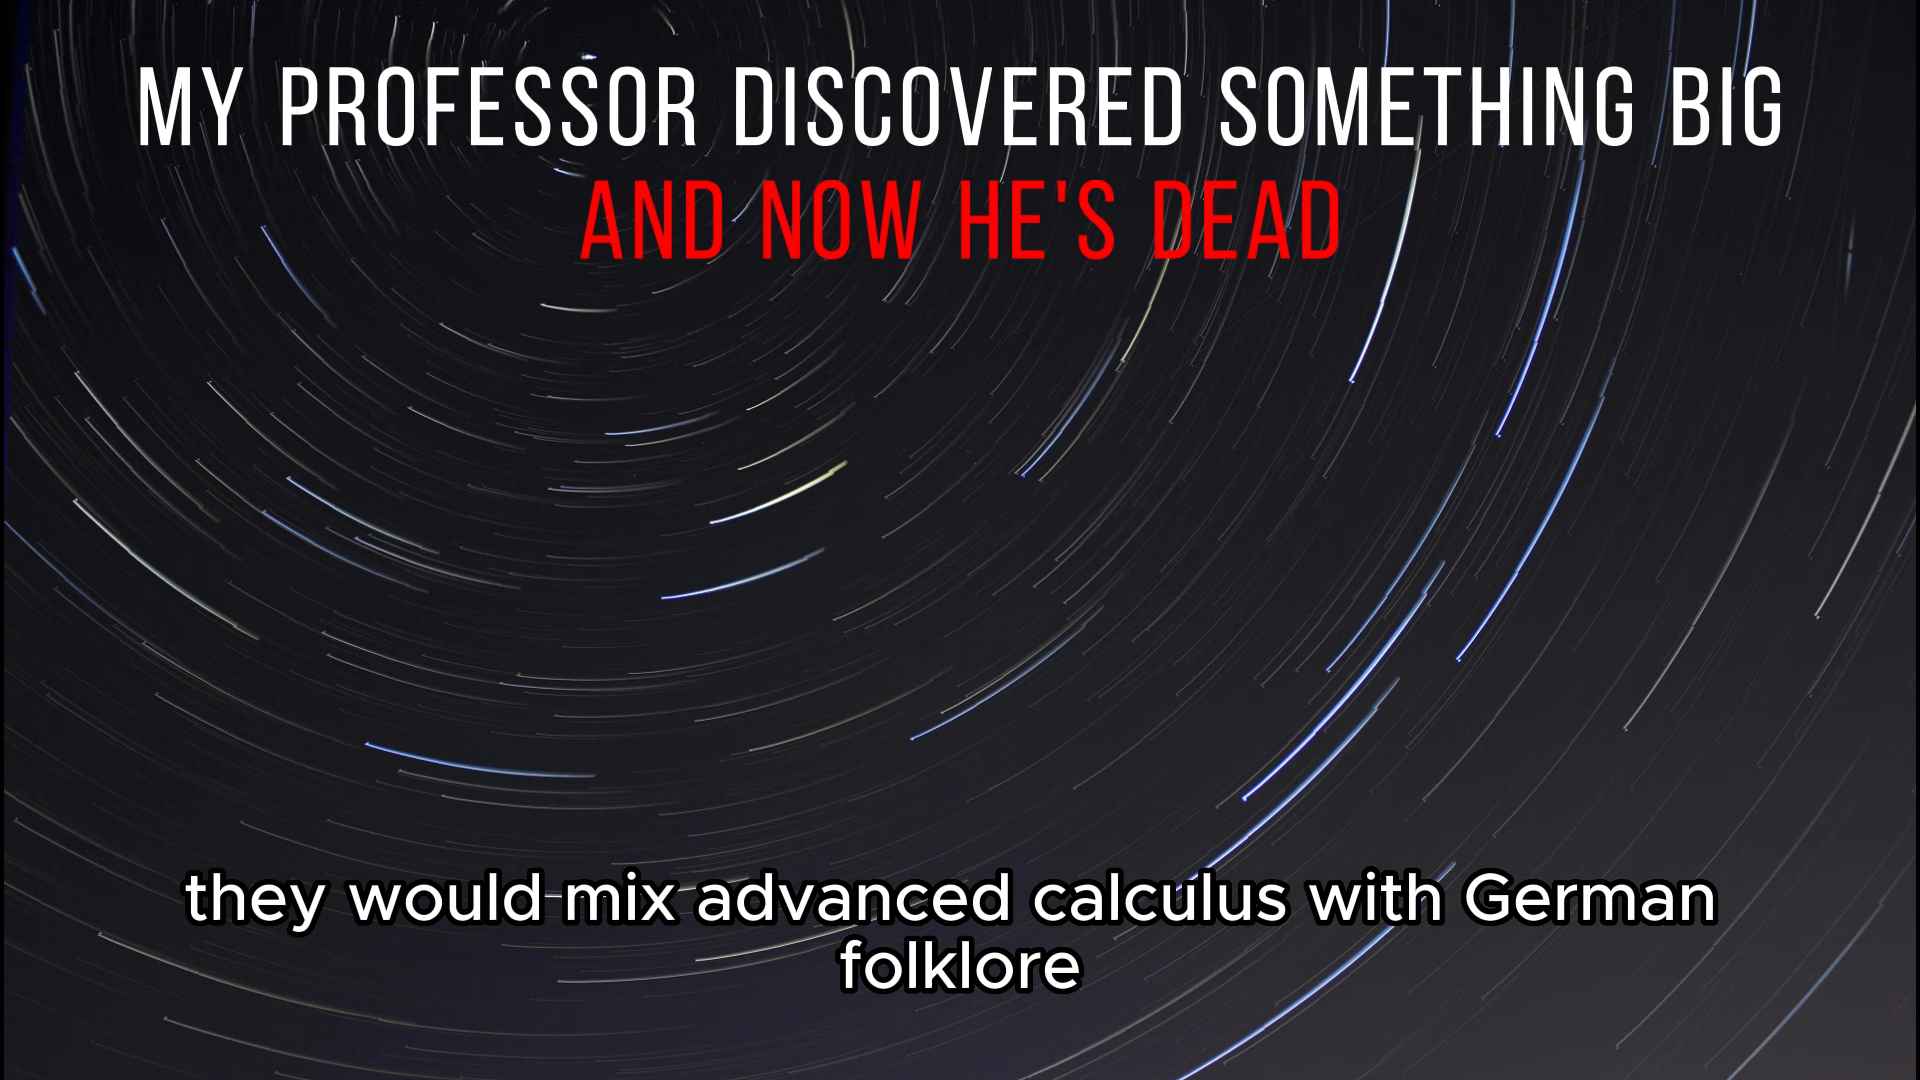 MY PROFESSOR DISCOVERED SOMETHING BIG
AND NOW HE'S DEAD
they would mix advanced calculus with German
folklore